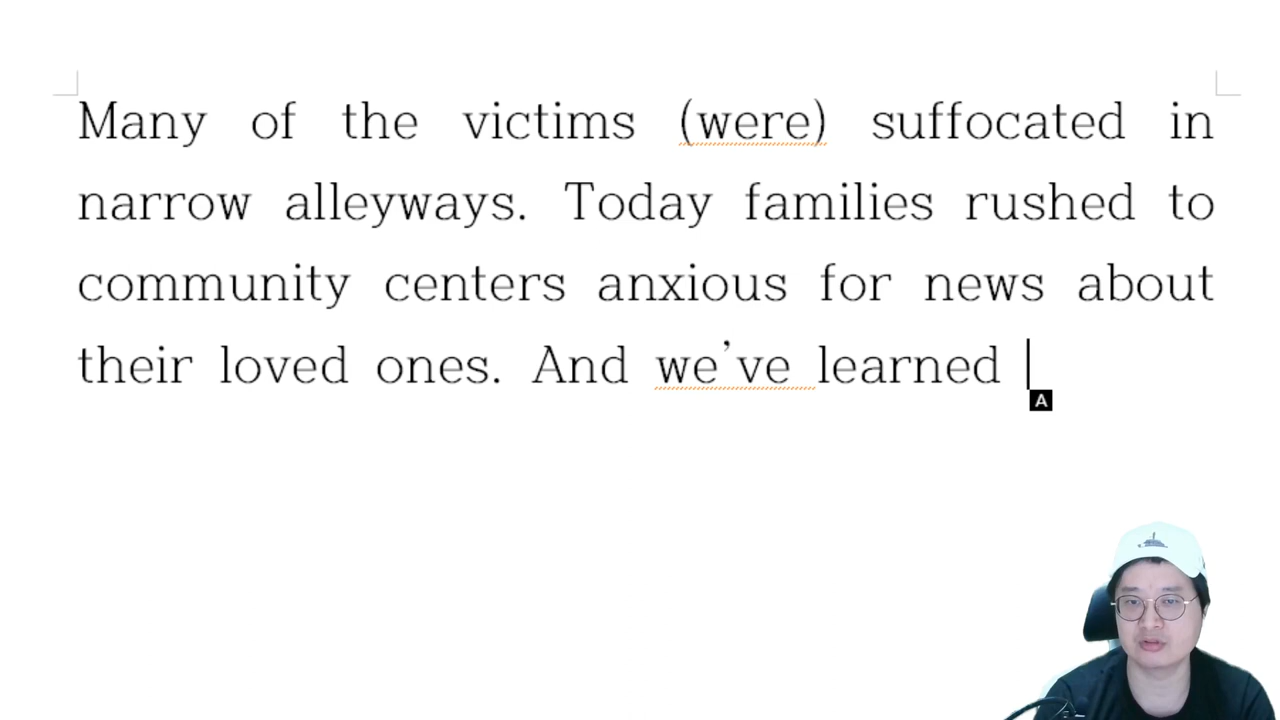 Many of the victims (were) suffocated in
narrow alleyways. Today families rushed to
community centers anxious for news about
their loved ones. And we’ve learned
A